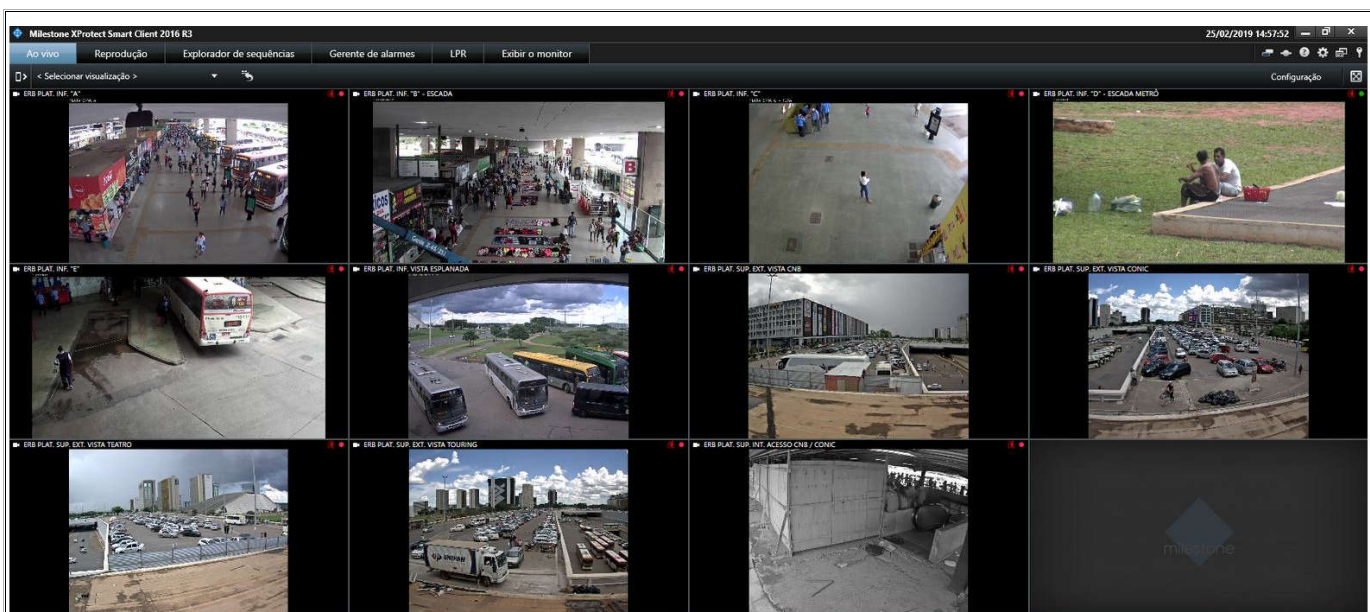 Milestone XProtect Smart Client 2016 R3
25/02/2019 14:57:52
Ao vivo Reprodução Explorador de sequências Gerente de alarmes LPR Exibir o monitor
< Selecionar visualização > Configuração
ERB PLAT. INF. "A" ERB PLAT. INF. "B" - ESCADA ERB PLAT. INF. "C" ERB PLAT. INF. "D" - ESCADA METRÔ
B
ERB PLAT. INF. "E" ERB PLAT. INF. VISTA ESPLANADA ERB PLAT. SUP. EXT. VISTA CNB ERB PLAT. SUP. EXT. VISTA CONIC
ERB PLAT. SUP. EXT. VISTA TEATRO ERB PLAT. SUP. EXT. VISTA TOURING ERB PLAT. SUP. INT. ACESSO CNB / CONIC
milestone